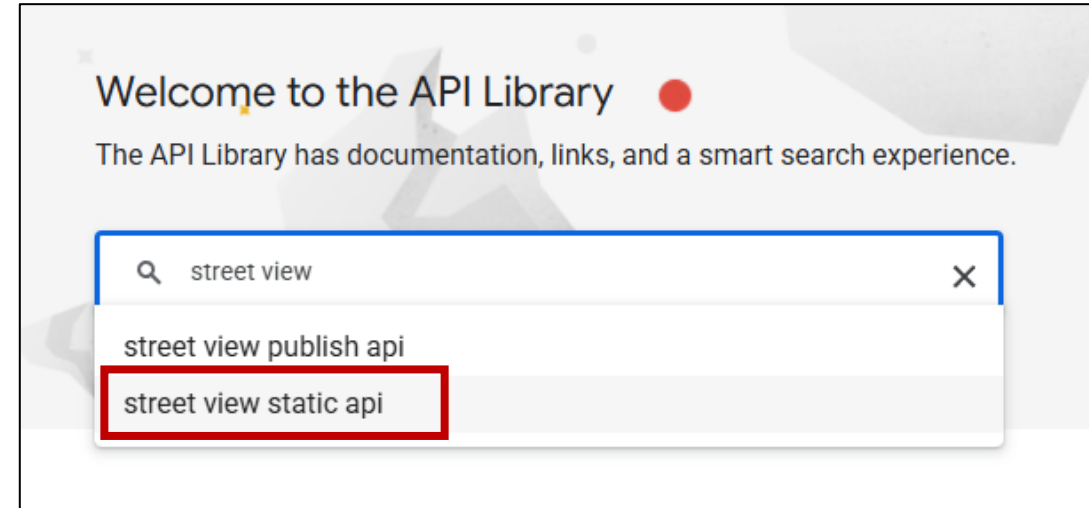 Welcome to the API Library
The API Library has documentation, links, and a smart search experience.
street view
street view publish api
street view static api